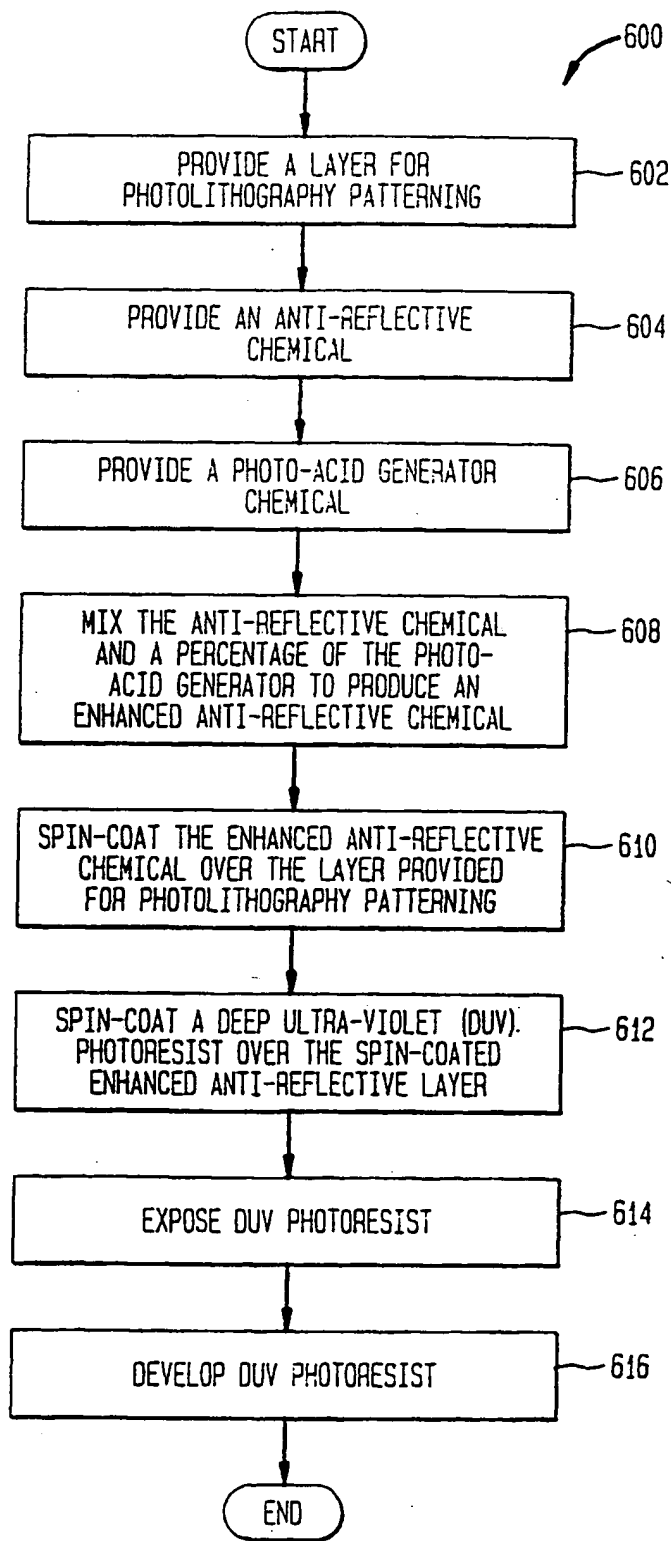 START
600
PROVIDE A LAYER FOR
PHOTOLITHOGRAPHY PATTERNING
602
PROVIDE AN ANTI-REFLECTIVE
CHEMICAL
604
PROVIDE A PHOTO-ACID GENERATOR
CHEMICAL
606
MIX THE ANTI-REFLECTIVE CHEMICAL
AND A PERCENTAGE OF THE PHOTO-
ACID GENERATOR TO PRODUCE AN
ENHANCED ANTI-REFLECTIVE CHEMICAL
608
SPIN-COAT THE ENHANCED ANTI-REFLECTIVE
CHEMICAL OVER THE LAYER PROVIDED
FOR PHOTOLITHOGRAPHY PATTERNING
610
SPIN-COAT A DEEP ULTRA-VIOLET (DUV).
PHOTORESIST OVER THE SPIN-COATED
ENHANCED ANTI-REFLECTIVE LAYER
612
EXPOSE DUV PHOTORESIST
614
DEVELOP DUV PHOTORESIST
616
END